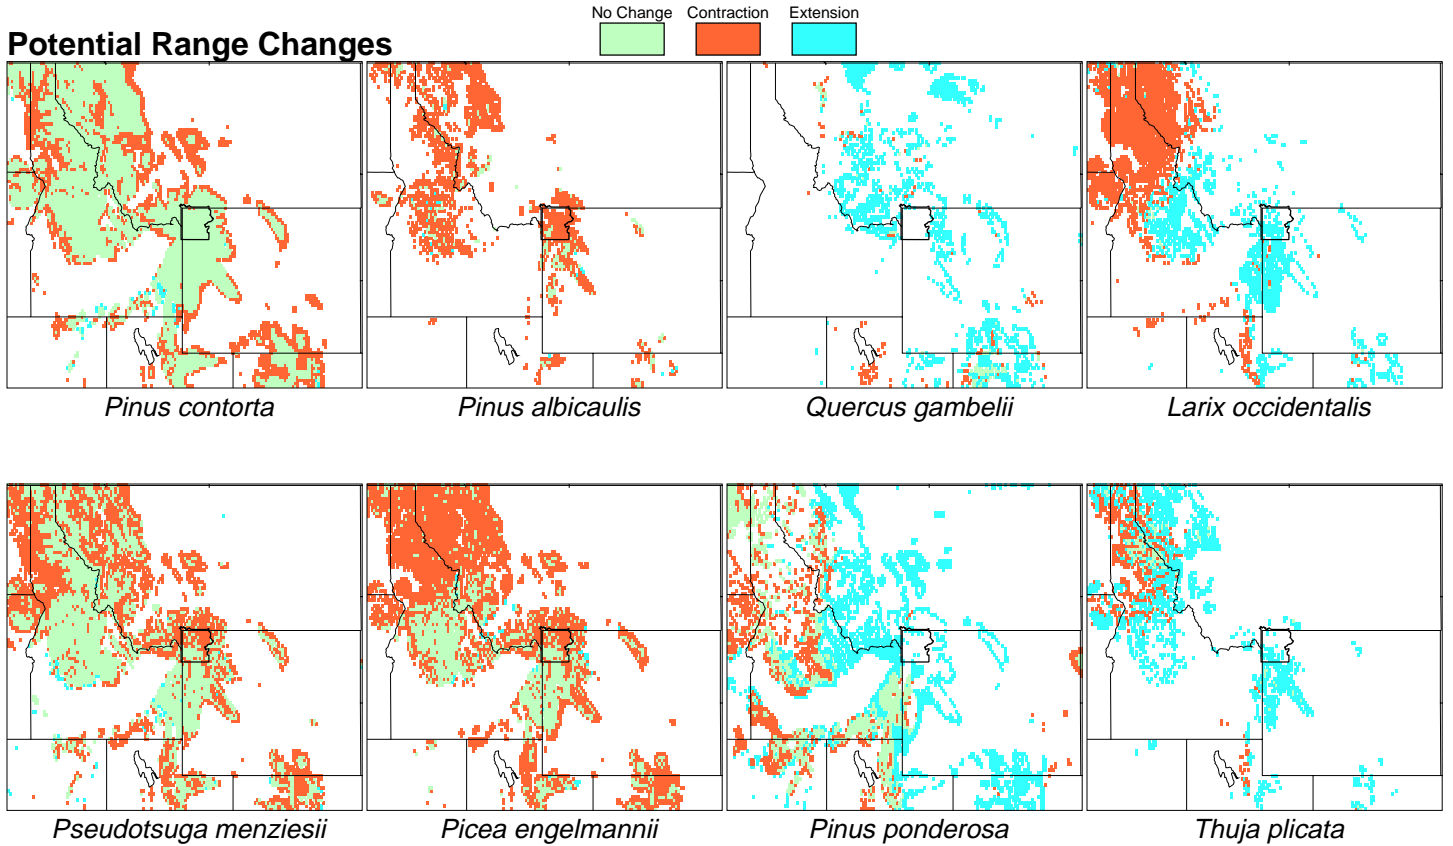 No Change Contraction Extension
Potential Range Changes
Pinus contorta Pinus albicaulis Quercus gambelii Larix occidentalis
Pseudotsuga menziesii Picea engelmannii Pinus ponderosa Thuja plicata